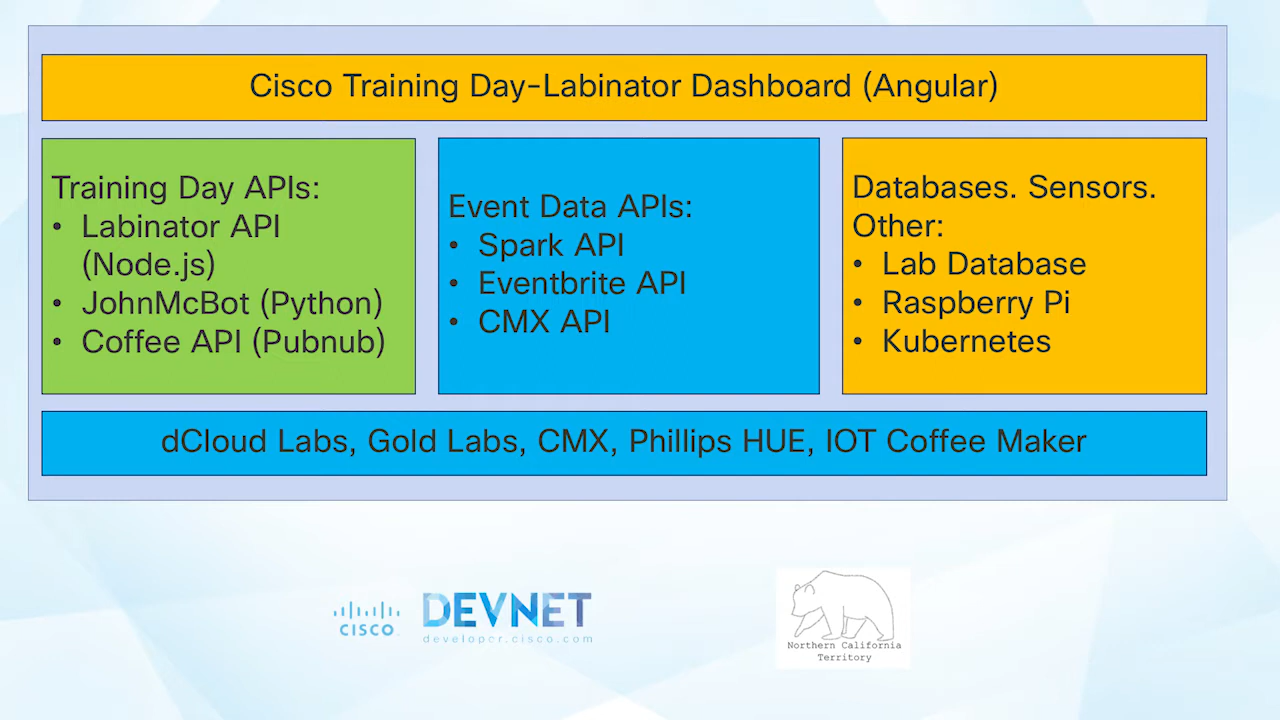 Cisco Training Day-Labinator Dashboard (Angular)
Training Day APIs:
• Labinator API
(Node.js)
• JohnMcBot (Python)
• Coffee API (Pubnub)
Event Data APIs:
• Spark API
• Eventbrite API
• CMX API
Databases. Sensors.
Other:
• Lab Database
• Raspberry Pi
• Kubernetes
dCloud Labs, Gold Labs, CMX, Phillips HUE, IOT Coffee Maker
CISCO
DEVNET
developer.cisco.com
Northern California
Territory